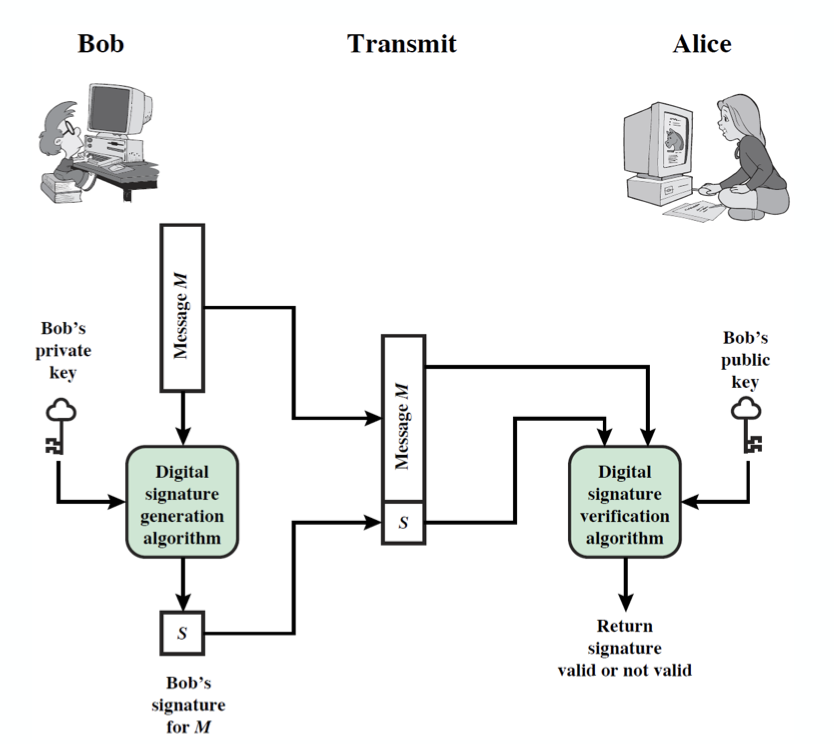 Bob
Transmit
Alice
Message M
Bob's
private
key
Digital
signature
generation
algorithm
S
Bob's
signature
for M
Message M
S
Bob's
public
key
Digital
signature
verification
algorithm
Return
signature
valid or not valid